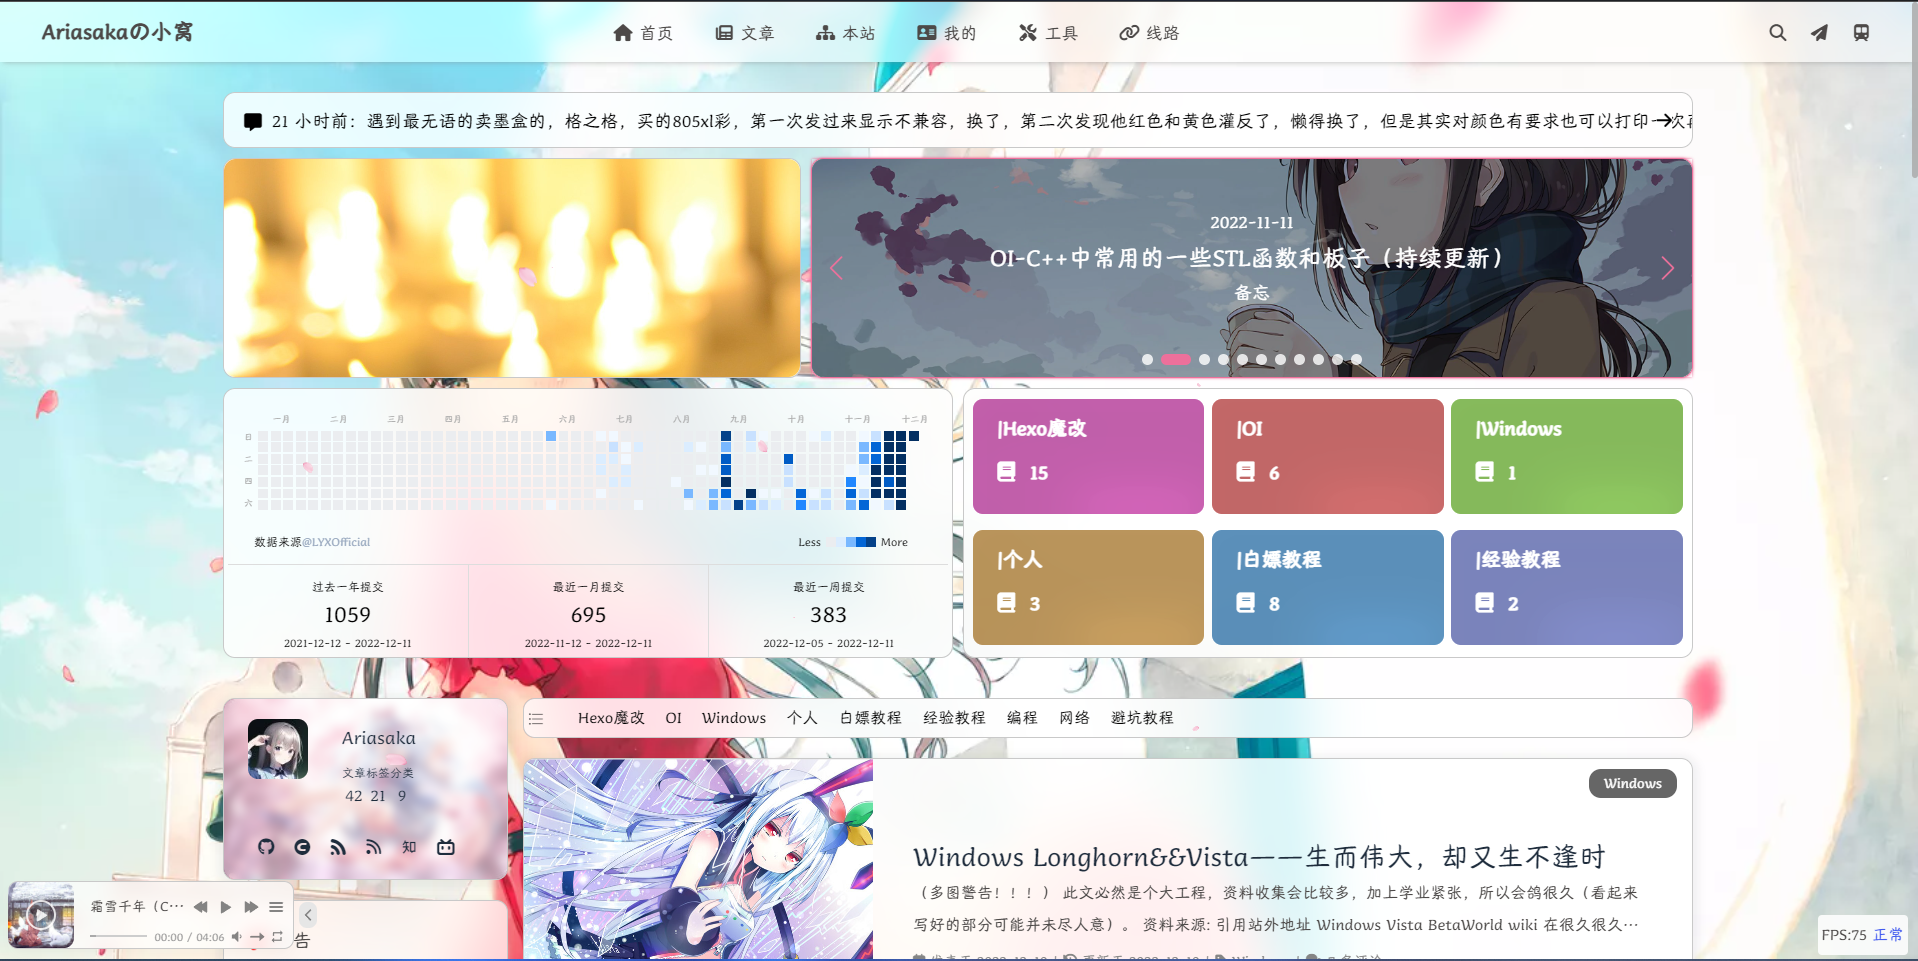 Ariasakaの小窝
首页 文章 本站 我的 工具 线路
21 小时前：遇到最无语的卖墨盒的，格之格，买的805xl彩，第一次发过来显示不兼容，换了，第二次发现他红色和黄色灌反了，懒得换了，但是其实对颜色有要求也可以打印一次
2022-11-11
OI-C++中常用的一些STL函数和板子（持续更新）
备忘
一月 二月 三月 四月 五月 六月 七月 八月 九月 十月 十一月 十二月
日
二
四
六
数据来源@LYXOfficial
Less More
过去一年提交 最近一月提交 最近一周提交
1059 695 383
2021-12-12 - 2022-12-11 2022-11-12 - 2022-12-11 2022-12-05 - 2022-12-11
|Hexo魔改 |OI |Windows
15 6 1
|个人 |白嫖教程 |经验教程
3 8 2
Ariasaka
文章标签分类
42 21 9
知
Hexo魔改 OI Windows 个人 白嫖教程 经验教程 编程 网络 避坑教程
Windows
Windows Longhorn&&Vista——生而伟大，却又生不逢时
（多图警告！！！） 此文必然是个大工程，资料收集会比较多，加上学业紧张，所以会鸽很久（看起来
写好的部分可能并未尽人意）。 资料来源: 引用站外地址 Windows Vista BetaWorld wiki 在很久很久…
霜雪千年（C…
00:00 / 04:06
告
FPS:75 正常